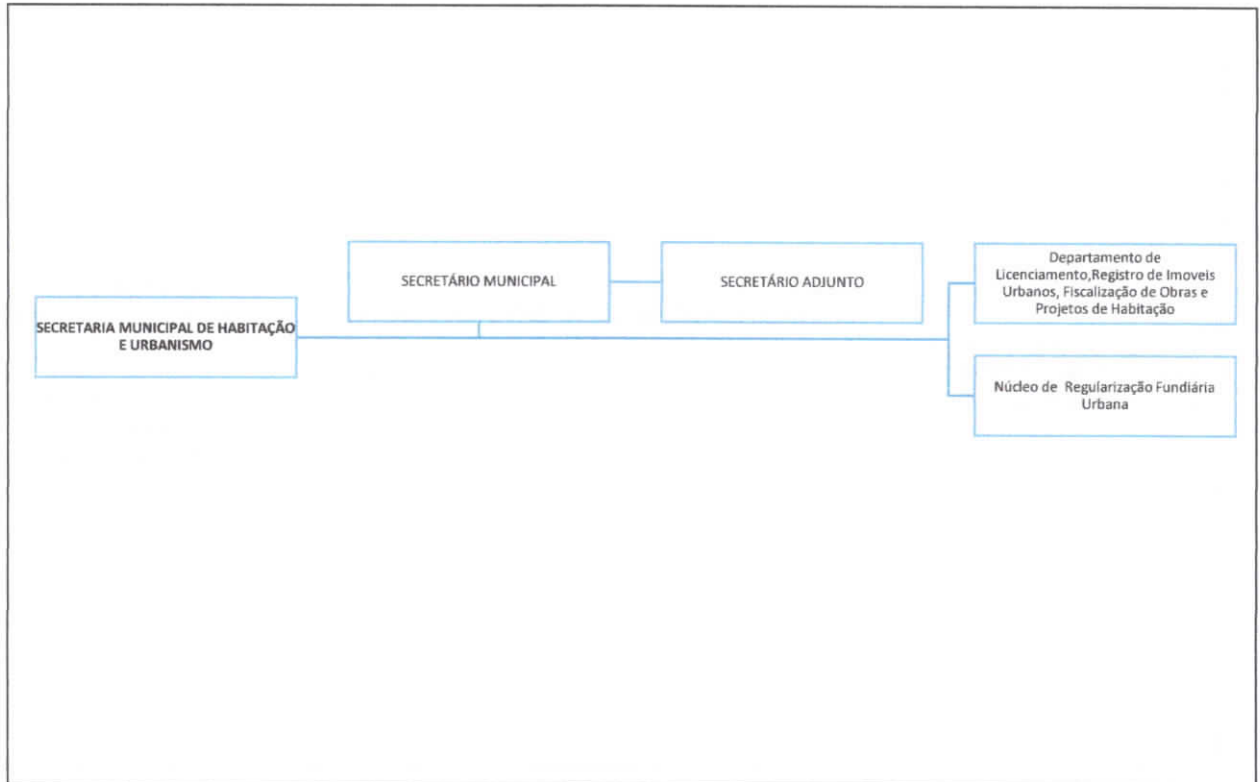 SECRETARIA MUNICIPAL DE HABITAÇÃO
E URBANISMO
SECRETÁRIO MUNICIPAL
SECRETÁRIO ADJUNTO
Departamento de
Licenciamento,Registro de Imoveis
Urbanos, Fiscalização de Obras e
Projetos de Habitação
Núcleo de Regularização Fundiária
Urbana